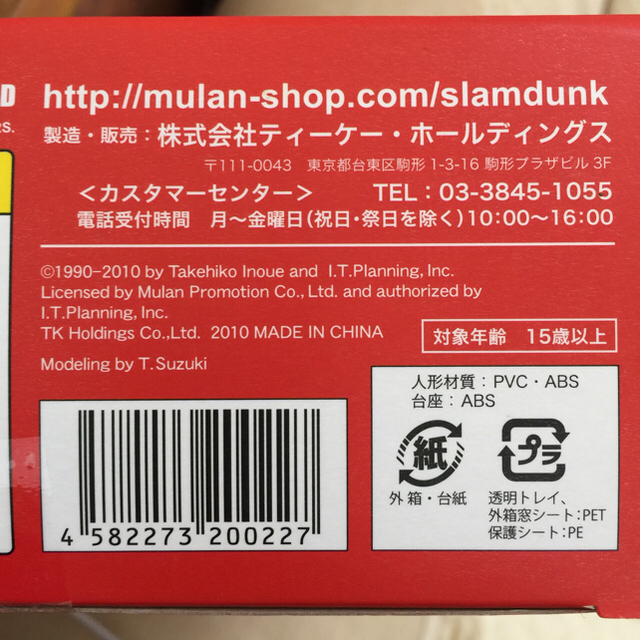 D
http://mulan-shop.com/slamdunk
RS.
製造・販売：株式会社ティーケー・ホールディングス
〒111-0043 東京都台東区駒形 1-3-16 駒形プラザビル 3F
＜カスタマーセンター＞ TEL：03-3845-1055
電話受付時間 月～金曜日（祝日・祭日を除く）10:00～16:00
©1990-2010 by Takehiko Inoue and I.T.Planning, Inc.
Licensed by Mulan Promotion Co., Ltd. and authorized by
I.T.Planning, Inc.
TK Holdings Co.,Ltd. 2010 MADE IN CHINA
対象年齢 15歳以上
Modeling by T.Suzuki
人形材質：PVC・ABS
台座：ABS
紙
プラ
外箱・台紙
透明トレイ、
外箱窓シート：PET
保護シート：PE
4 582273 200227